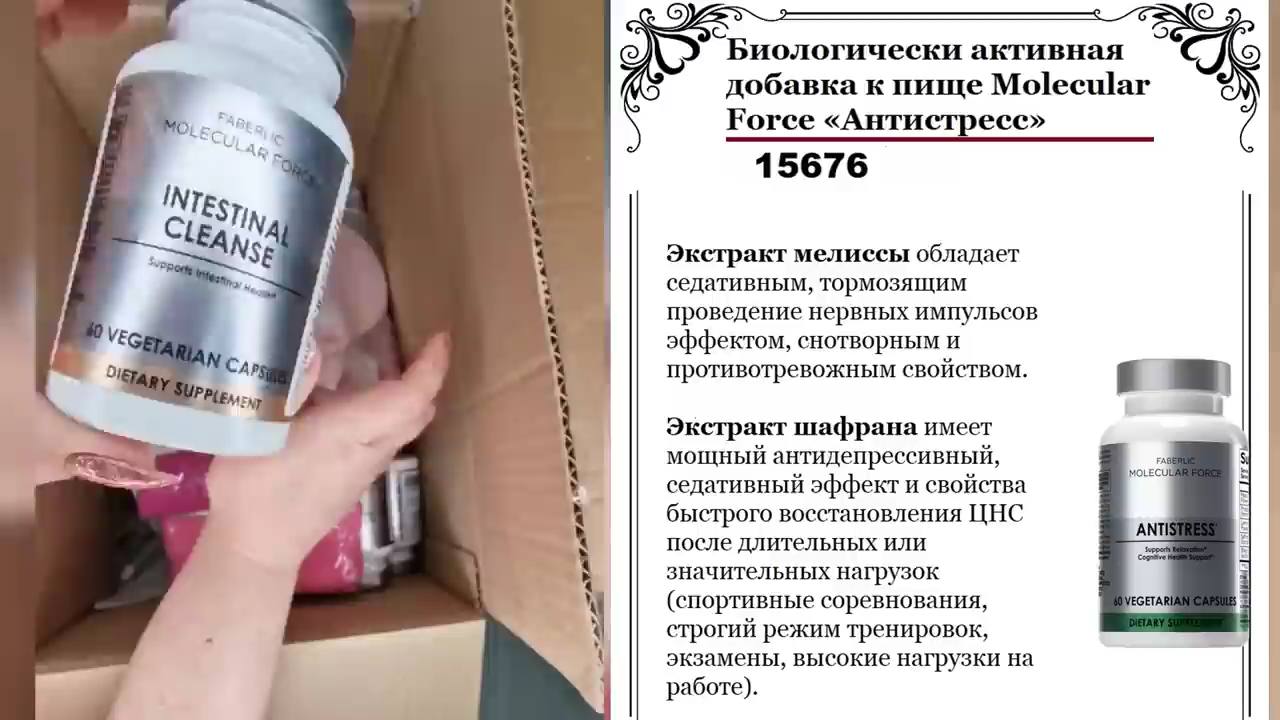 FABERLIC
MOLECULAR FORCE
INTESTINAL
CLEANSE
Supports Intestinal Health*
60 VEGETARIAN CAPSULES
DIETARY SUPPLEMENT
Биологически активная
добавка к пище Molecular
Force «Антистресс»
15676
Экстракт мелиссы обладает
седативным, тормозящим
проведение нервных импульсов
эффектом, снотворным и
противотревожным свойством.
Экстракт шафрана имеет
мощный антидепрессивный,
седативный эффект и свойства
быстрого восстановления ЦНС
после длительных или
значительных нагрузок
(спортивные соревнования,
строгий режим тренировок,
экзамены, высокие нагрузки на
работе).
FABERLIC
MOLECULAR FORCE
ANTISTRESS
Supports Relaxation*
Cognitive Health Support*
60 VEGETARIAN CAPSULES
DIETARY SUPPLEMENT